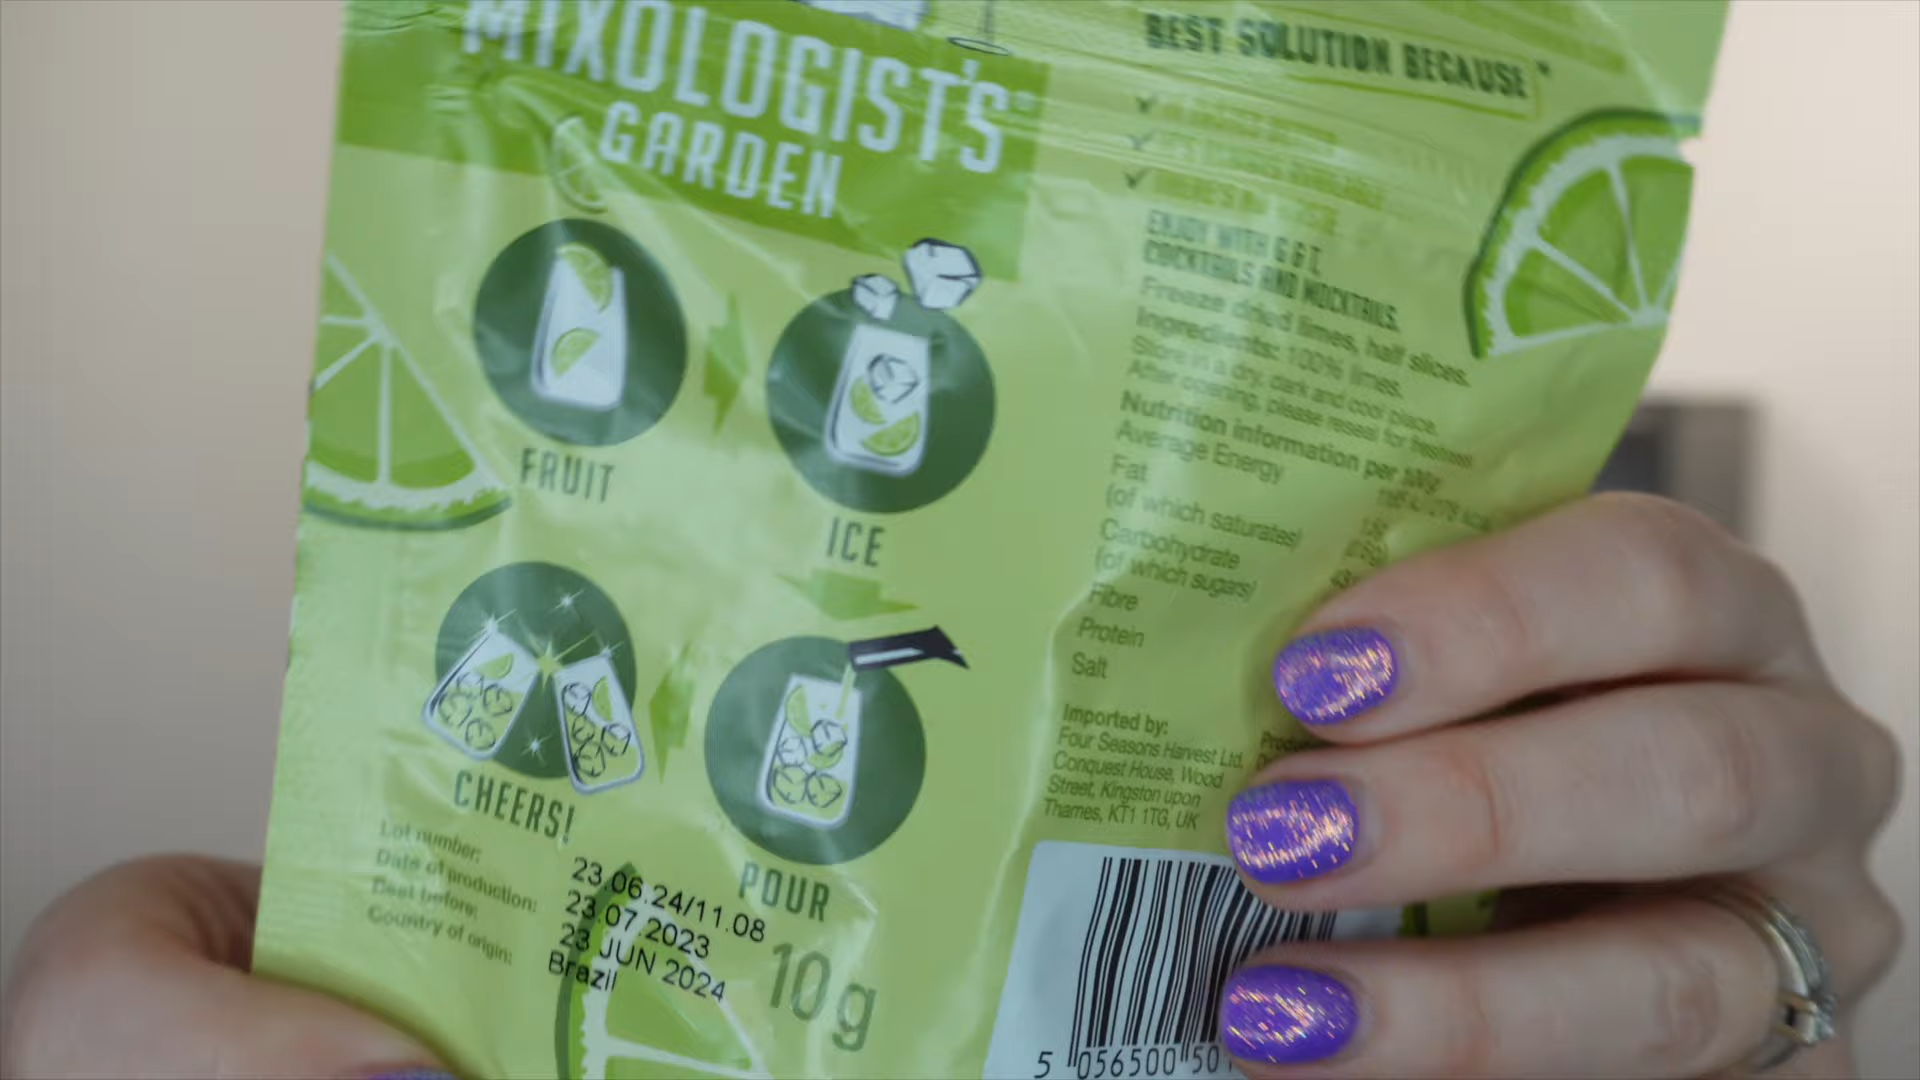 MIXOLOGIST'S
GARDEN
FRUIT
ICE
CHEERS!
POUR
Lot number:
Date of production:
Best before:
Country of origin:
23.06.24/11.08
23.07.2023
23 JUN 2024
Brazil
10 g
BEST SOLUTION BECAUSE*
ENJOY WITH G&T,
COCKTAILS AND MOCKTAILS.
Freeze dried limes, half slices.
Ingredients: 100% limes.
Store in a dry, dark and cool place.
After opening, please reseal for freshness.
Nutrition information per 100g
Average Energy
Fat
(of which saturates)
Carbohydrate
(of which sugars)
Fibre
Protein
Salt
Imported by:
Four Seasons Harvest Ltd.
Conquest House, Wood
Street, Kingston upon
Thames, KT1 1TG, UK
5 056500 50